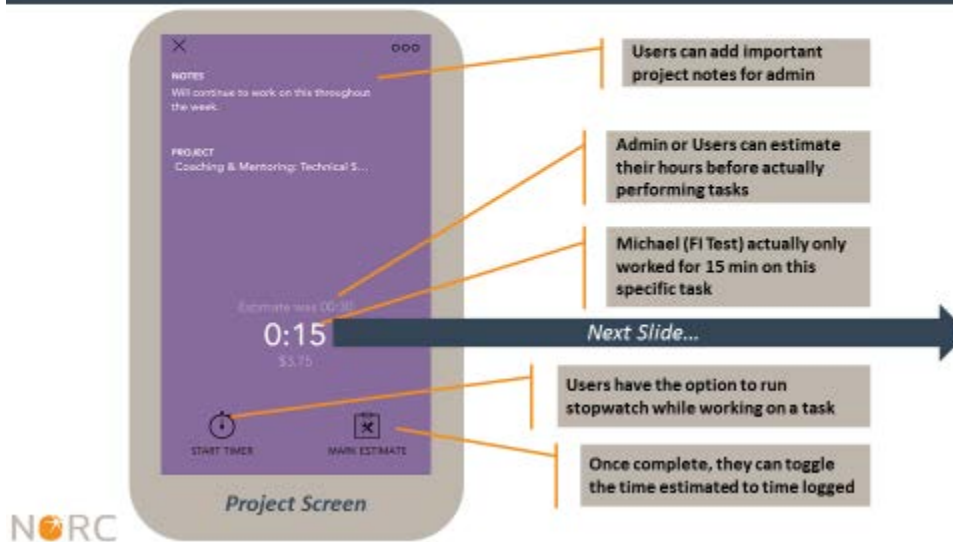 ooo
NOTES
Will continue to work on this throughout
the week.
PROJECT
Coaching & Mentoring: Technical S...
Estimate was 00:30
0:15
$3.75
START TIMER
MARK ESTIMATE
Project Screen
Users can add important
project notes for admin
Admin or Users can estimate
their hours before actually
performing tasks
Michael (FI Test) actually only
worked for 15 min on this
specific task
Next Slide...
Users have the option to run
stopwatch while working on a task
Once complete, they can toggle
the time estimated to time logged
NORC